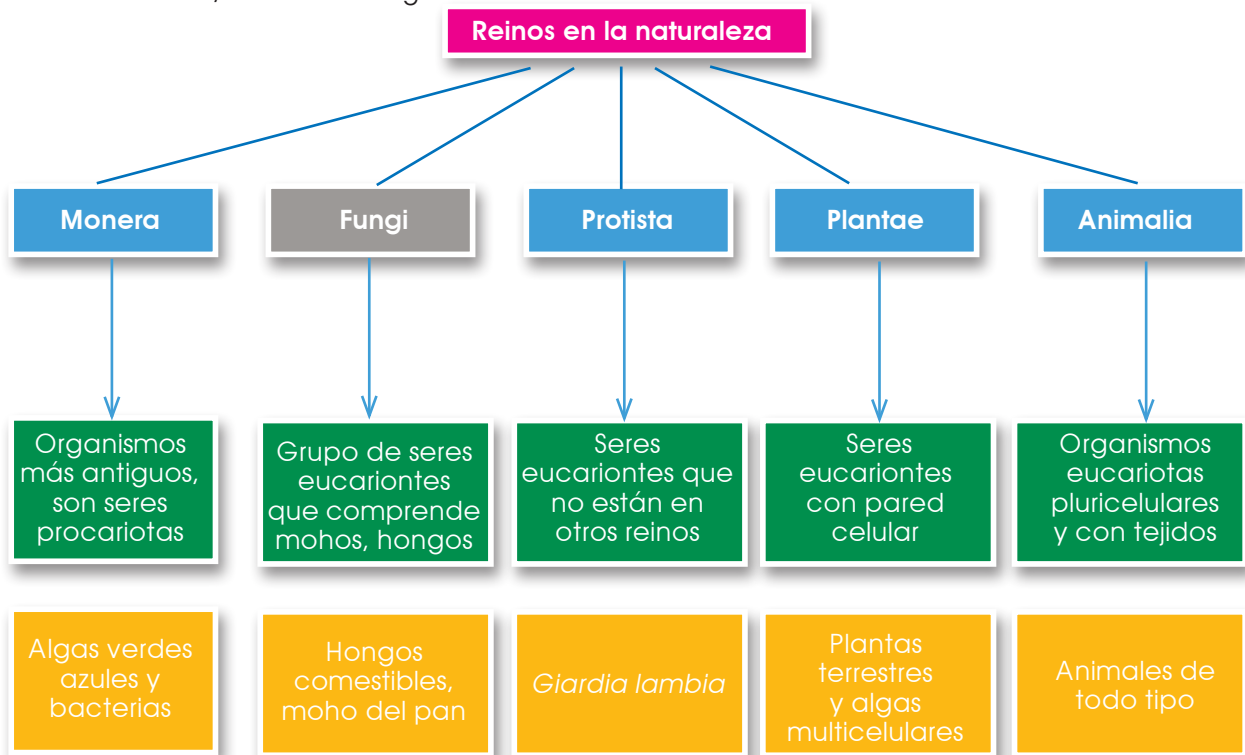 Reinos en la naturaleza
Monera
Fungi
Protista
Plantae
Animalia
Organismos
más antiguos,
son seres
procariotas
Grupo de seres
eucariontes
que comprende
mohos, hongos
Seres
eucariontes que
no están en
otros reinos
Seres
eucariontes
con pared
celular
Organismos
eucariotas
pluricelulares
y con tejidos
Algas verdes
azules y
bacterias
Hongos
comestibles,
moho del pan
Giardia lambia
Plantas
terrestres
y algas
multicelulares
Animales de
todo tipo